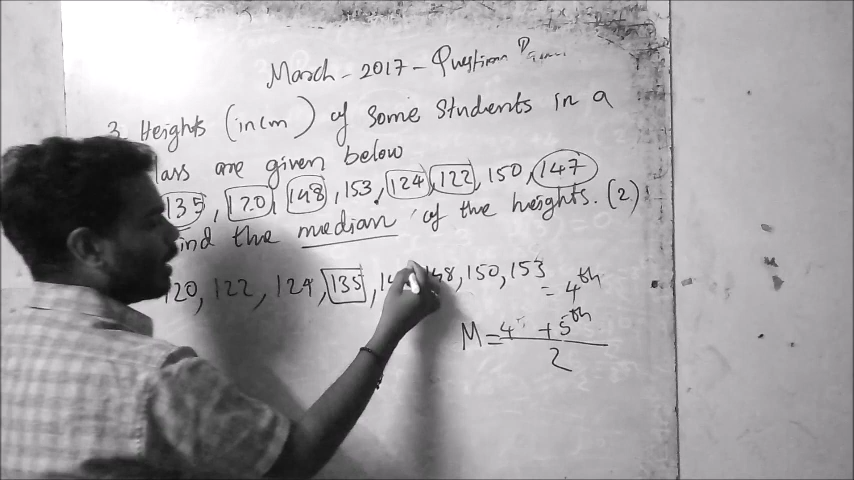 March - 2017 - Question
3. Heights (in cm) of Some Students in a
lass are given below
135, 120, 148, 153, 124, 122, 150, 147
ind the median of the heights. (2)
120, 122, 124, 135, 14 148, 150, 153
= 4th
M = 4 + 5th
2